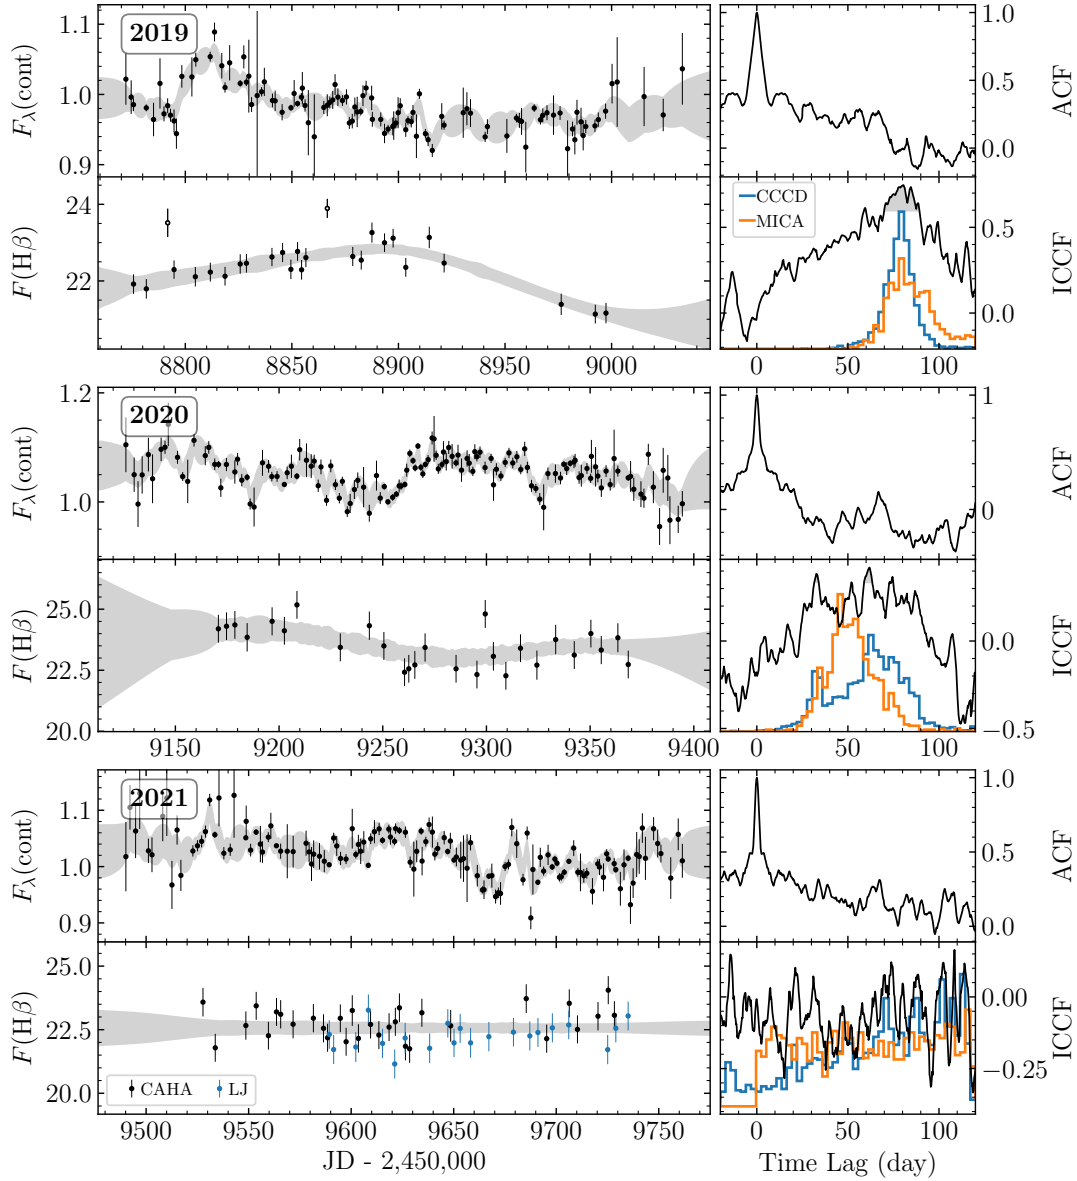 2019
F_λ(cont)
1.1
1.0
0.9
1.0
0.5
0.0
ACF
F(Hβ)
24
22
8800 8850 8900 8950 9000
CCCD
MICA
0.5
0.0
ICCF
0 50 100
2020
F_λ(cont)
1.2
1.0
1
0
ACF
F(Hβ)
25.0
22.5
20.0
9150 9200 9250 9300 9350 9400
0.0
−0.5
ICCF
0 50 100
2021
F_λ(cont)
1.1
1.0
0.9
1.0
0.5
0.0
ACF
F(Hβ)
25.0
22.5
20.0
CAHA LJ
9500 9550 9600 9650 9700 9750
JD - 2,450,000
0.00
−0.25
ICCF
0 50 100
Time Lag (day)